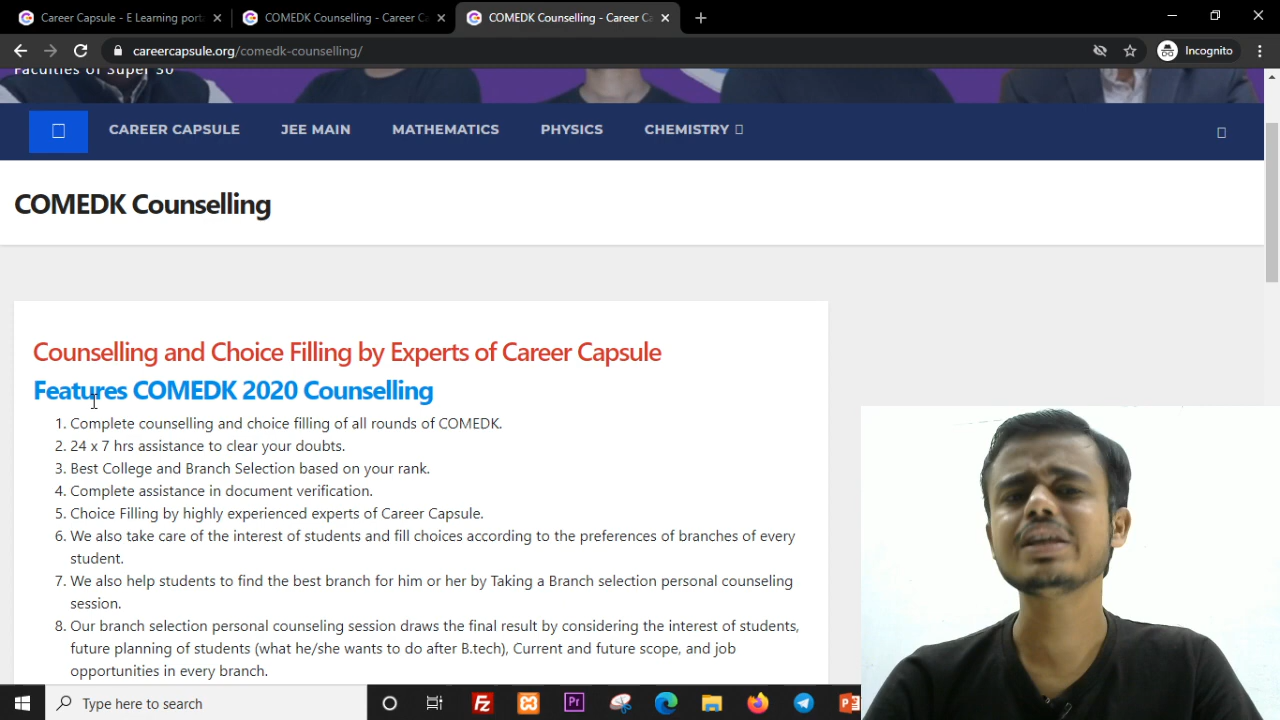 Career Capsule - E Learning port
COMEDK Counselling - Career C
COMEDK Counselling - Career Ca
careercapsule.org/comedk-counselling/
Incognito
Faculties of Super 30
CAREER CAPSULE
JEE MAIN
MATHEMATICS
PHYSICS
CHEMISTRY
COMEDK Counselling
Counselling and Choice Filling by Experts of Career Capsule
Features COMEDK 2020 Counselling
1. Complete counselling and choice filling of all rounds of COMEDK.
2. 24 x 7 hrs assistance to clear your doubts.
3. Best College and Branch Selection based on your rank.
4. Complete assistance in document verification.
5. Choice Filling by highly experienced experts of Career Capsule.
6. We also take care of the interest of students and fill choices according to the preferences of branches of every
student.
7. We also help students to find the best branch for him or her by Taking a Branch selection personal counseling
session.
8. Our branch selection personal counseling session draws the final result by considering the interest of students,
future planning of students (what he/she wants to do after B.tech), Current and future scope, and job
opportunities in every branch.
Type here to search
Pr